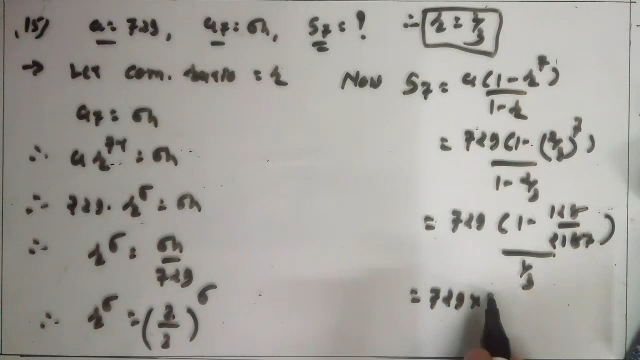 (15) a = 729, a7 = 64, S7 = ?
→ Let com. ratio = r
a7 = 64
∴ a r^7-1 = 64
∴ 729 · r^6 = 64
∴ r^6 = 64/729
∴ r^6 = (2/3)^6
∴ r = 2/3
Now S7 = a(1-r^7)/1-r
= 729(1-(2/3)^7)/1-2/3
= 729(1-128/2187)/1/3
= 729×